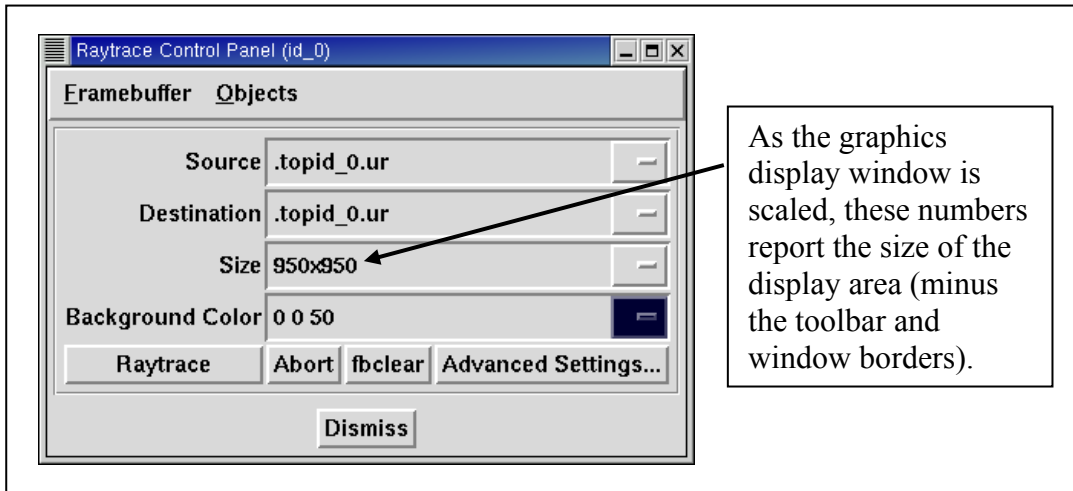 Raytrace Control Panel (id_0)
Framebuffer Objects
Source .topid_0.ur
Destination .topid_0.ur
Size 950x950
Background Color 0 0 50
Raytrace Abort fbclear Advanced Settings...
Dismiss
As the graphics
display window is
scaled, these numbers
report the size of the
display area (minus
the toolbar and
window borders).